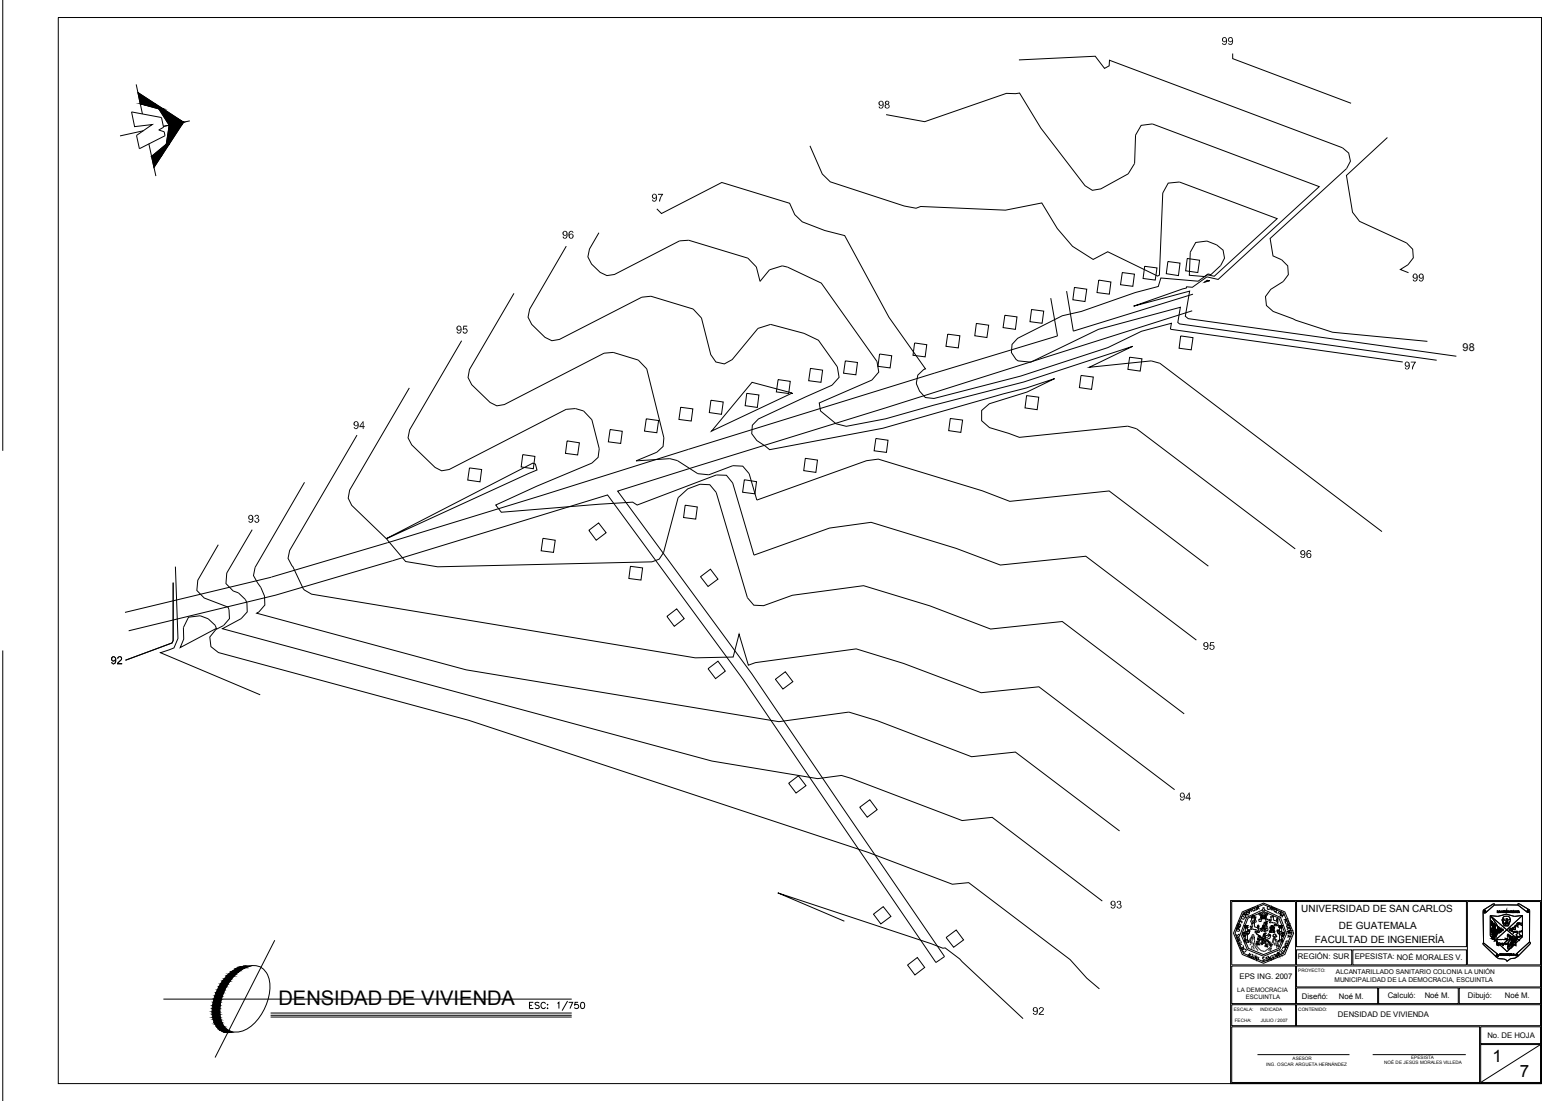 99
98
97
96
95
94
93
92
99
98
97
96
95
94
93
92
N
DENSIDAD DE VIVIENDA
ESC: 1/750
UNIVERSIDAD DE SAN CARLOS
DE GUATEMALA
FACULTAD DE INGENIERÍA
REGIÓN: SUR EPESISTA: NOÉ MORALES V.
EPS ING. 2007
LA DEMOCRACIA
ESCUINTLA
PROYECTO: ALCANTARILLADO SANITARIO COLONIA LA UNIÓN
MUNICIPALIDAD DE LA DEMOCRACIA, ESCUINTLA
Diseñó: Noé M. Calculó: Noé M. Dibujó: Noé M.
ESCALA: INDICADA
FECHA: JULIO / 2007
CONTENIDO: DENSIDAD DE VIVIENDA
No. DE HOJA
1
7
ASESOR
ING. OSCAR ARGUETA HERNÁNDEZ
EPESISTA
NOÉ DE JESÚS MORALES VILLEDA